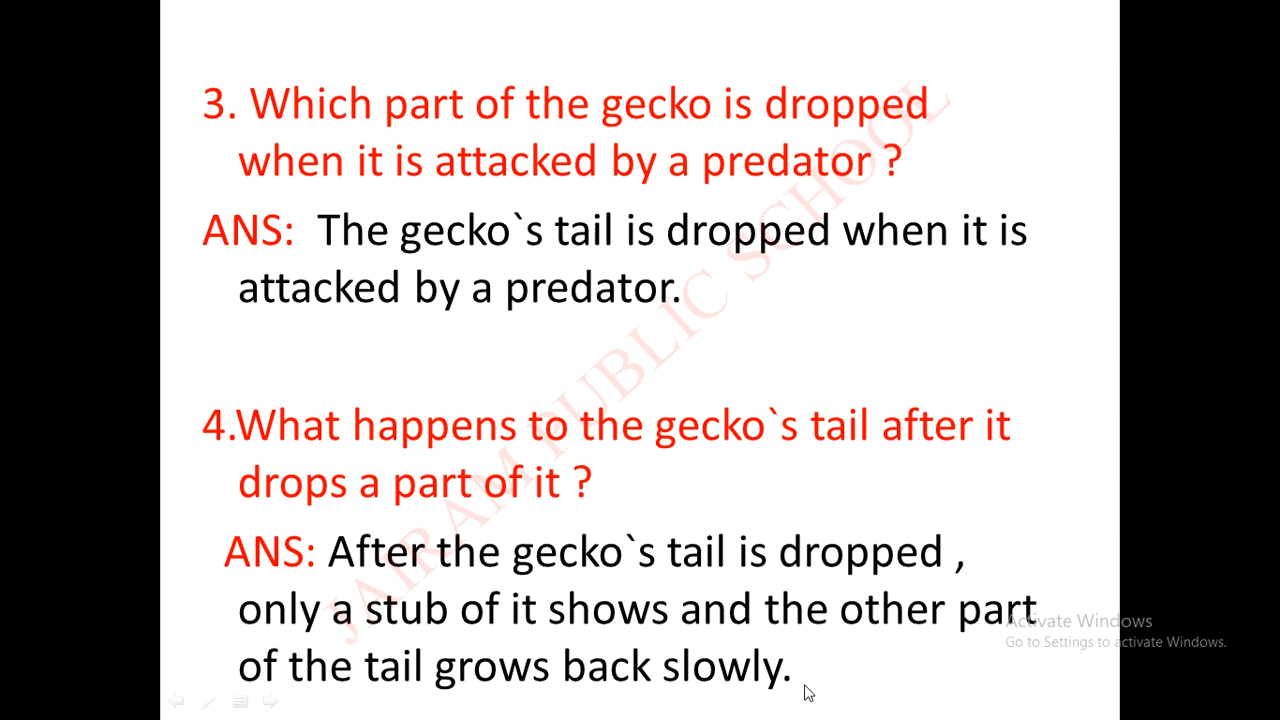 3. Which part of the gecko is dropped
when it is attacked by a predator ?
ANS: The gecko`s tail is dropped when it is
attacked by a predator.
4.What happens to the gecko`s tail after it
drops a part of it ?
ANS: After the gecko`s tail is dropped ,
only a stub of it shows and the other part
of the tail grows back slowly.
JAIRAM PUBLIC SCHOOL
Activate Windows
Go to Settings to activate Windows.